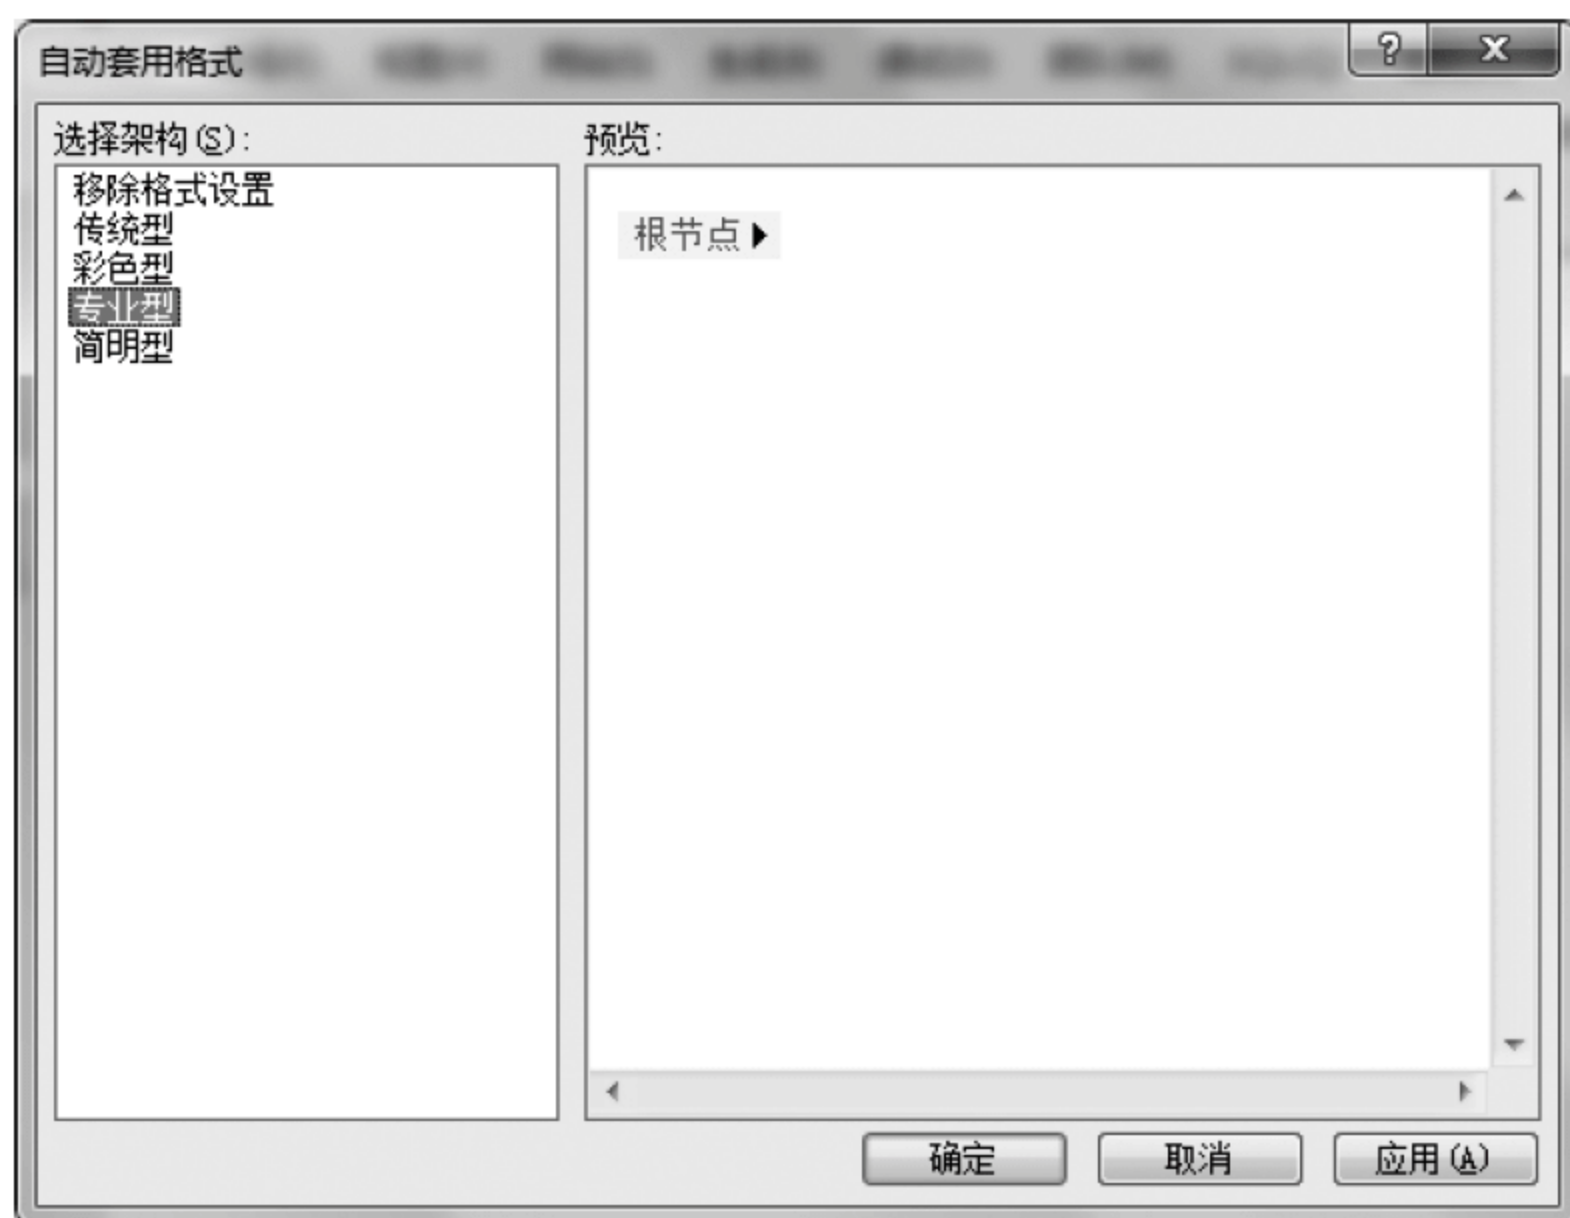 自动套用格式
选择架构(S):
移除格式设置
传统型
彩色型
专业型
简明型
预览:
根节点
确定
取消
应用(A)